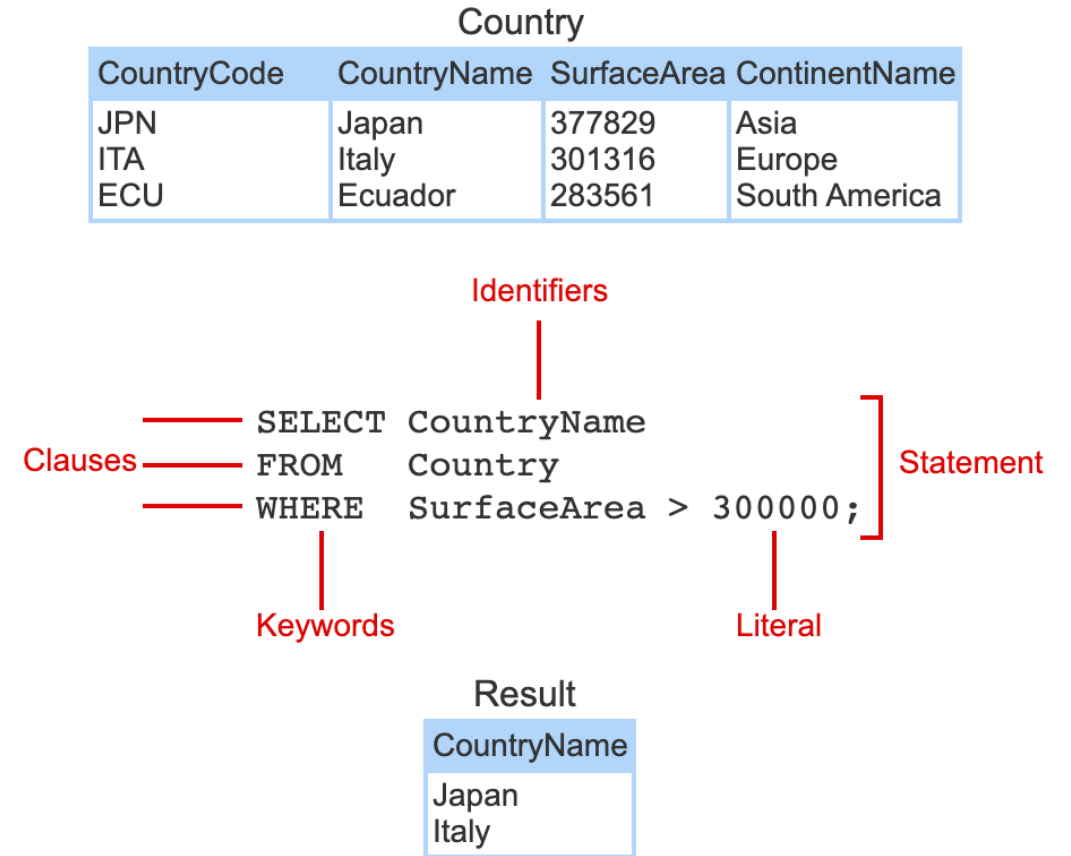 Country
CountryCode CountryName SurfaceArea ContinentName
JPN Japan 377829 Asia
ITA Italy 301316 Europe
ECU Ecuador 283561 South America
Identifiers
SELECT CountryName
Clauses FROM Country Statement
WHERE SurfaceArea > 300000;
Keywords Literal
Result
CountryName
Japan
Italy